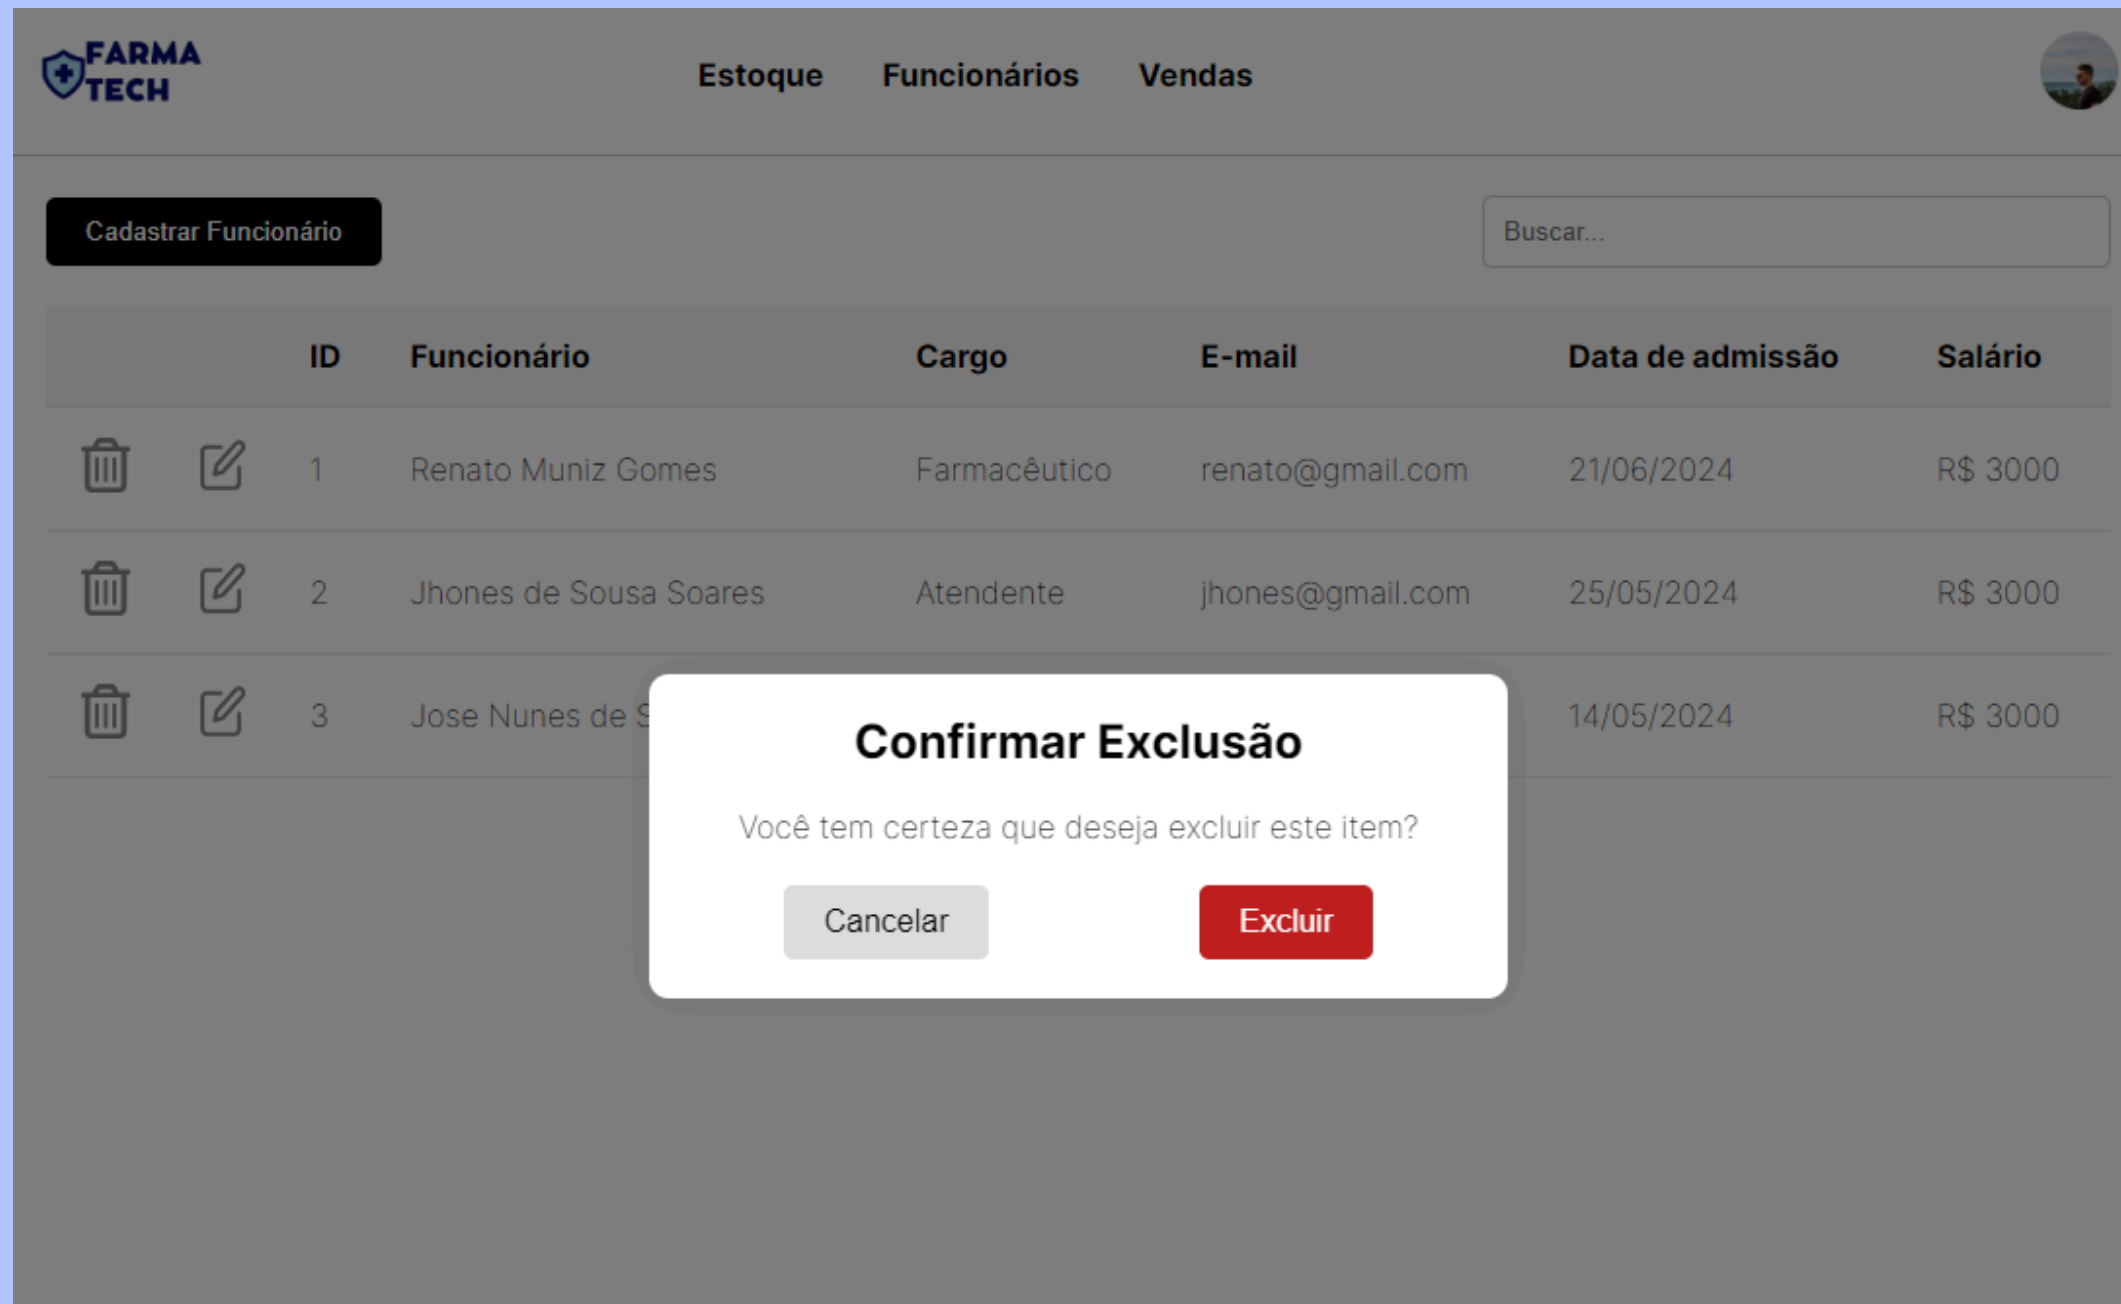 FARMA
TECH
Estoque Funcionários Vendas
Cadastrar Funcionário
Buscar...
ID Funcionário Cargo E-mail Data de admissão Salário
1 Renato Muniz Gomes Farmacêutico renato@gmail.com 21/06/2024 R$ 3000
2 Jhones de Sousa Soares Atendente jhones@gmail.com 25/05/2024 R$ 3000
3 Jose Nunes de 14/05/2024 R$ 3000
Confirmar Exclusão
Você tem certeza que deseja excluir este item?
Cancelar Excluir